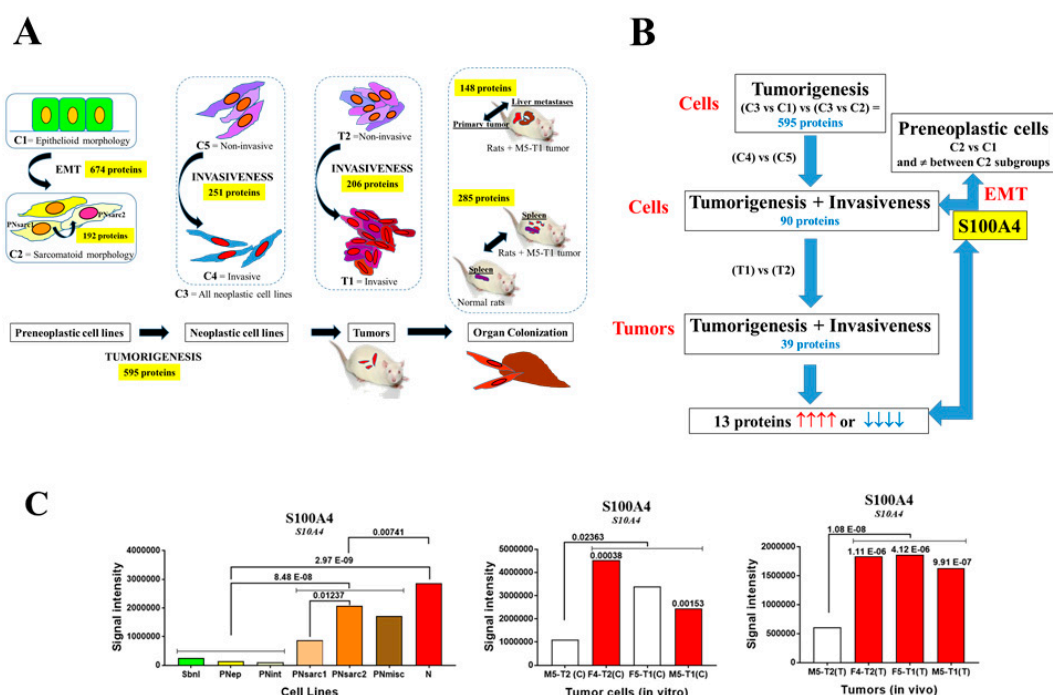 A
C1= Epithelioid morphology
EMT 674 proteins
PNsarc2
PNsarc1
192 proteins
C2 = Sarcomatoid morphology
C5 = Non-invasive
INVASIVENESS
251 proteins
C4 = Invasive
C3 = All neoplastic cell lines
T2 =Non-invasive
INVASIVENESS
206 proteins
T1 = Invasive
148 proteins
Liver metastases
Primary tumor
Rats + M5-T1 tumor
285 proteins
Spleen
Rats + M5-T1 tumor
Spleen
Normal rats
Preneoplastic cell lines
Neoplastic cell lines
Tumors
Organ Colonization
TUMORIGENESIS
595 proteins
B
Cells
Tumorigenesis
(C3 vs C1) vs (C3 vs C2) =
595 proteins
(C4) vs (C5)
Preneoplastic cells
C2 vs C1
and ≠ between C2 subgroups
EMT
S100A4
Cells
Tumorigenesis + Invasiveness
90 proteins
(T1) vs (T2)
Tumors
Tumorigenesis + Invasiveness
39 proteins
13 proteins ↑↑↑↑ or ↓↓↓↓
C
S100A4
S10A4
Signal intensity
4000000
3000000
2000000
1000000
0
0.00741
2.97 E-09
8.48 E-08
0.01237
Sbnl PNep PNint PNsarc1 PNsarc2 PNmisc N
Cell Lines
S100A4
S10A4
Signal intensity
5000000
4000000
3000000
2000000
1000000
0
0.02363
0.00038
0.00153
M5-T2 (C) F4-T2(C) F5-T1(C) M5-T1(C)
Tumor cells (in vitro)
S100A4
S10A4
Signal intensity
2000000
1500000
1000000
500000
0
1.08 E-08
1.11 E-06
4.12 E-06
9.91 E-07
M5-T2(T) F4-T2(T) F5-T1(T) M5-T1(T)
Tumors (in vivo)